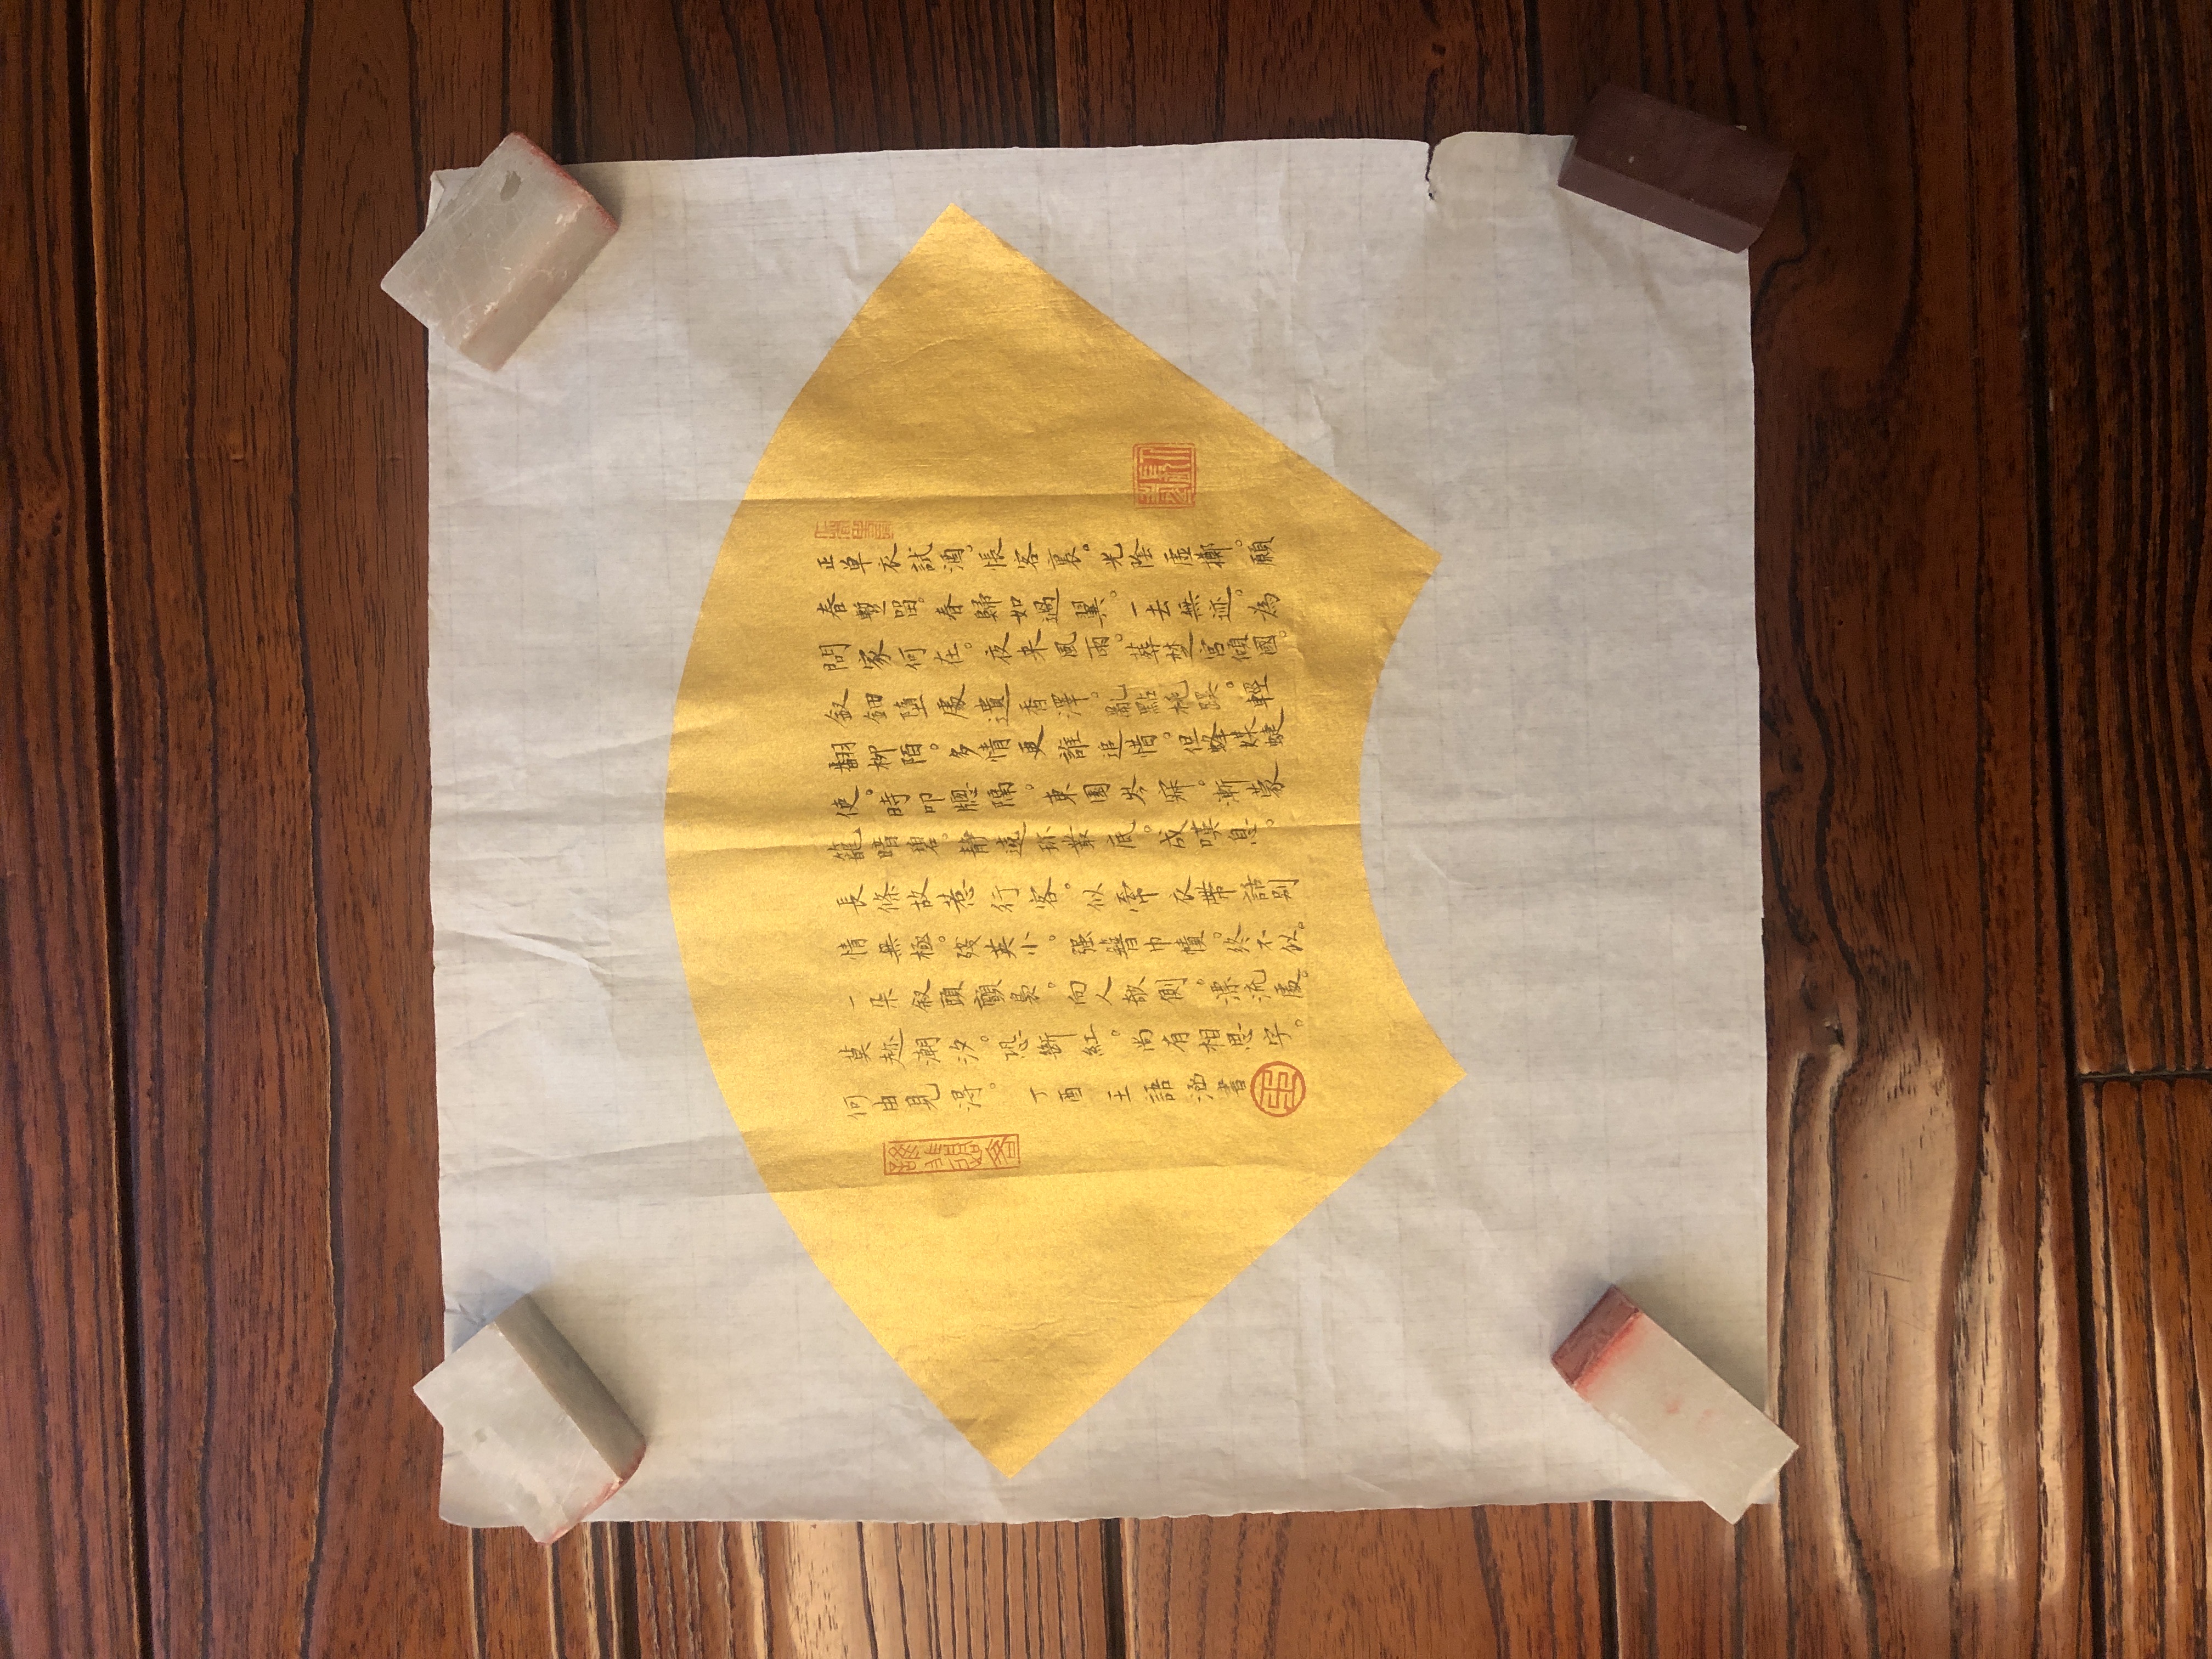 正单衣試酒。悵客裏。光陰虛擲。願
春暫留。春歸如過翼。一去無迹。為
問家何在。夜来風雨。葬楚宮傾國。
釵鈿墮處遺香澤。亂點桃蹊。輕
翻柳陌。多情更誰追惜。但蜂媒蝶
使。時叩牕隔。東園岑寂。漸蒙
籠暗碧。静遶珎叢底。成嘆息。
長條故惹行客。似牽衣帶話别
情無極。殘英小。强簪巾幘。終不似。
一朵釵頭顫裊。向人欹側。漂流處。
莫趂潮汐。恐斷紅。尚有相思字。
何由見得。 丁酉 王語涵書